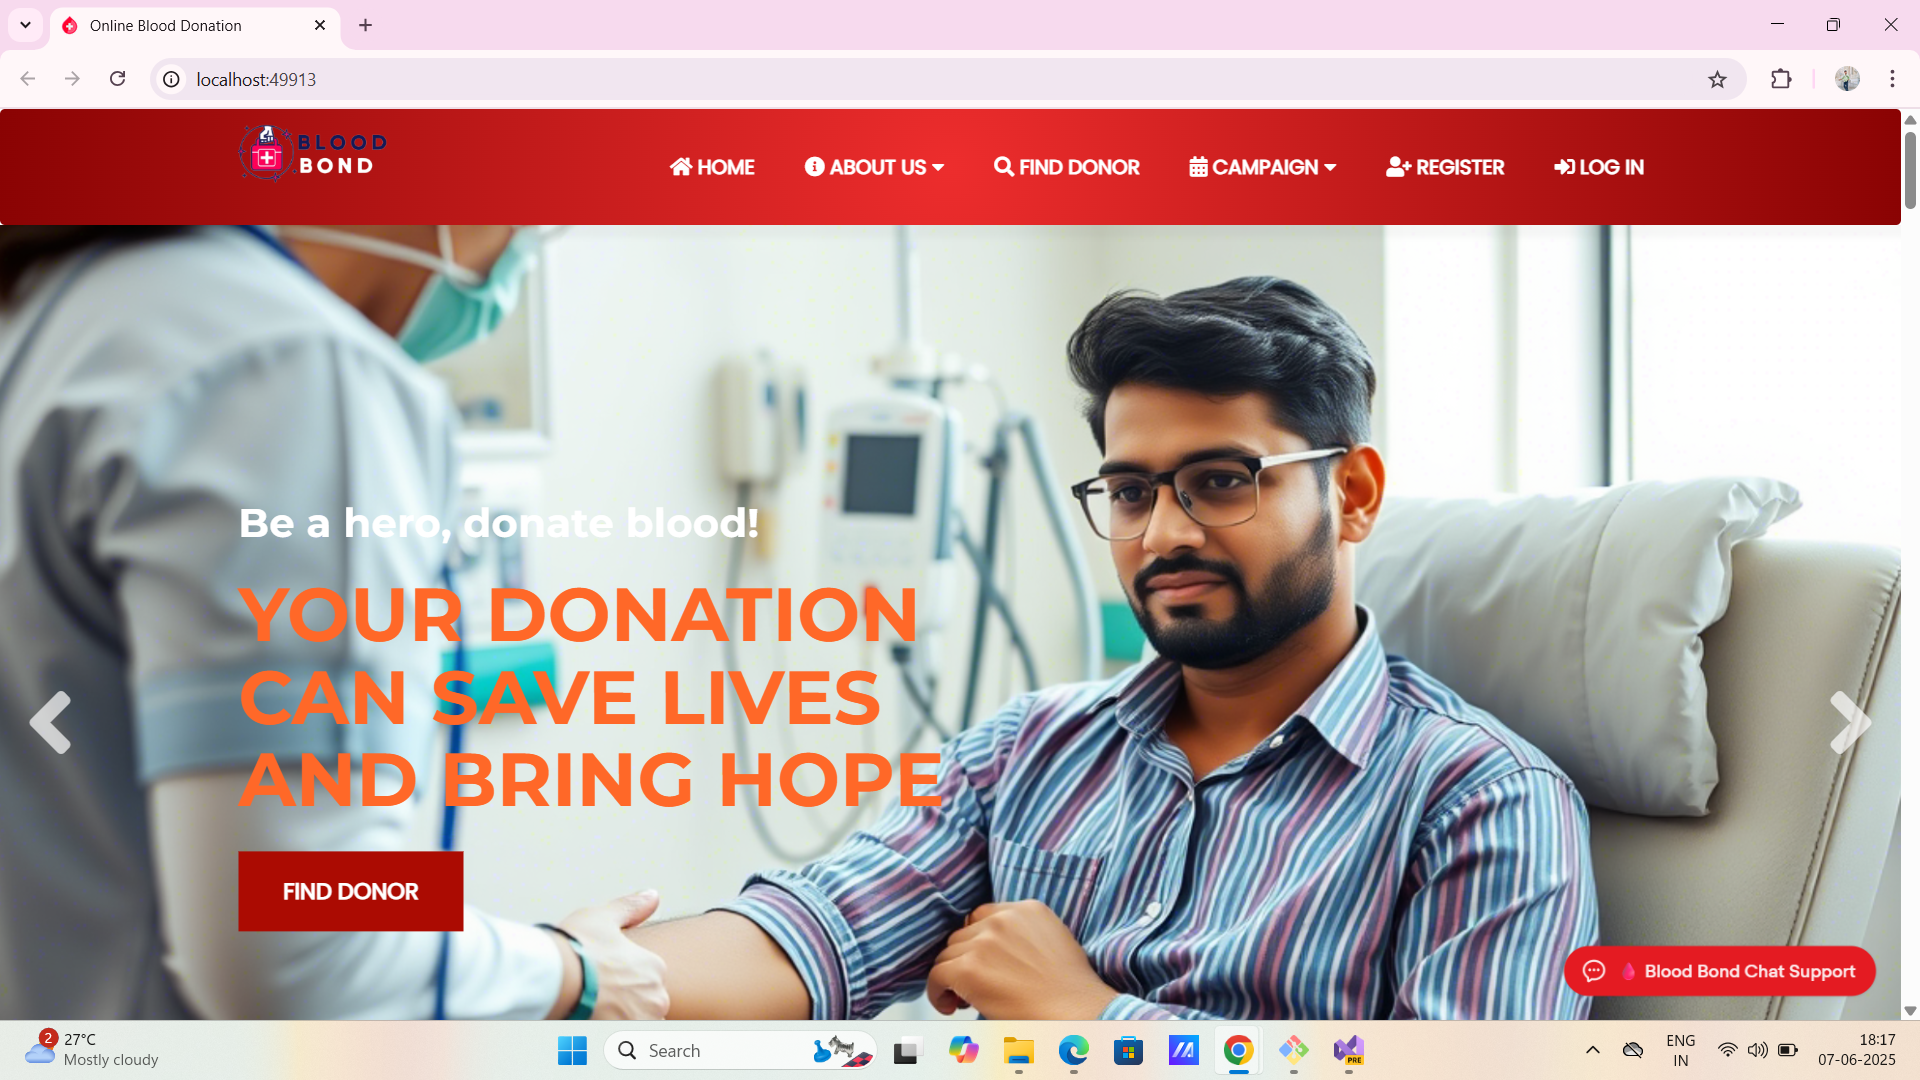 Online Blood Donation
localhost:49913
BLOOD
BOND
HOME
ABOUT US
FIND DONOR
CAMPAIGN
REGISTER
LOG IN
Be a hero, donate blood!
YOUR DONATION
CAN SAVE LIVES
AND BRING HOPE
FIND DONOR
Blood Bond Chat Support
2
27°C
Mostly cloudy
Search
PRE
ENG
IN
18:17
07-06-2025